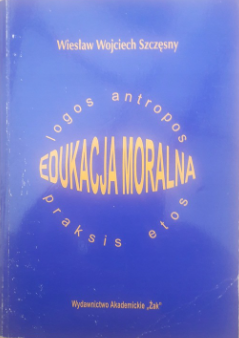 Wiesław Wojciech Szczęsny
logos antropos
EDUKACJA MORALNA
praksis etos
Wydawnictwo Akademickie „Żak”